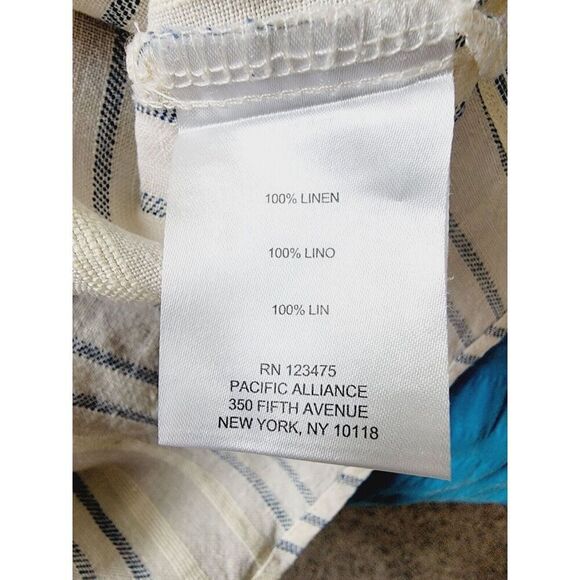 100% LINEN
100% LINO
100% LIN
RN 123475
PACIFIC ALLIANCE
350 FIFTH AVENUE
NEW YORK, NY 10118